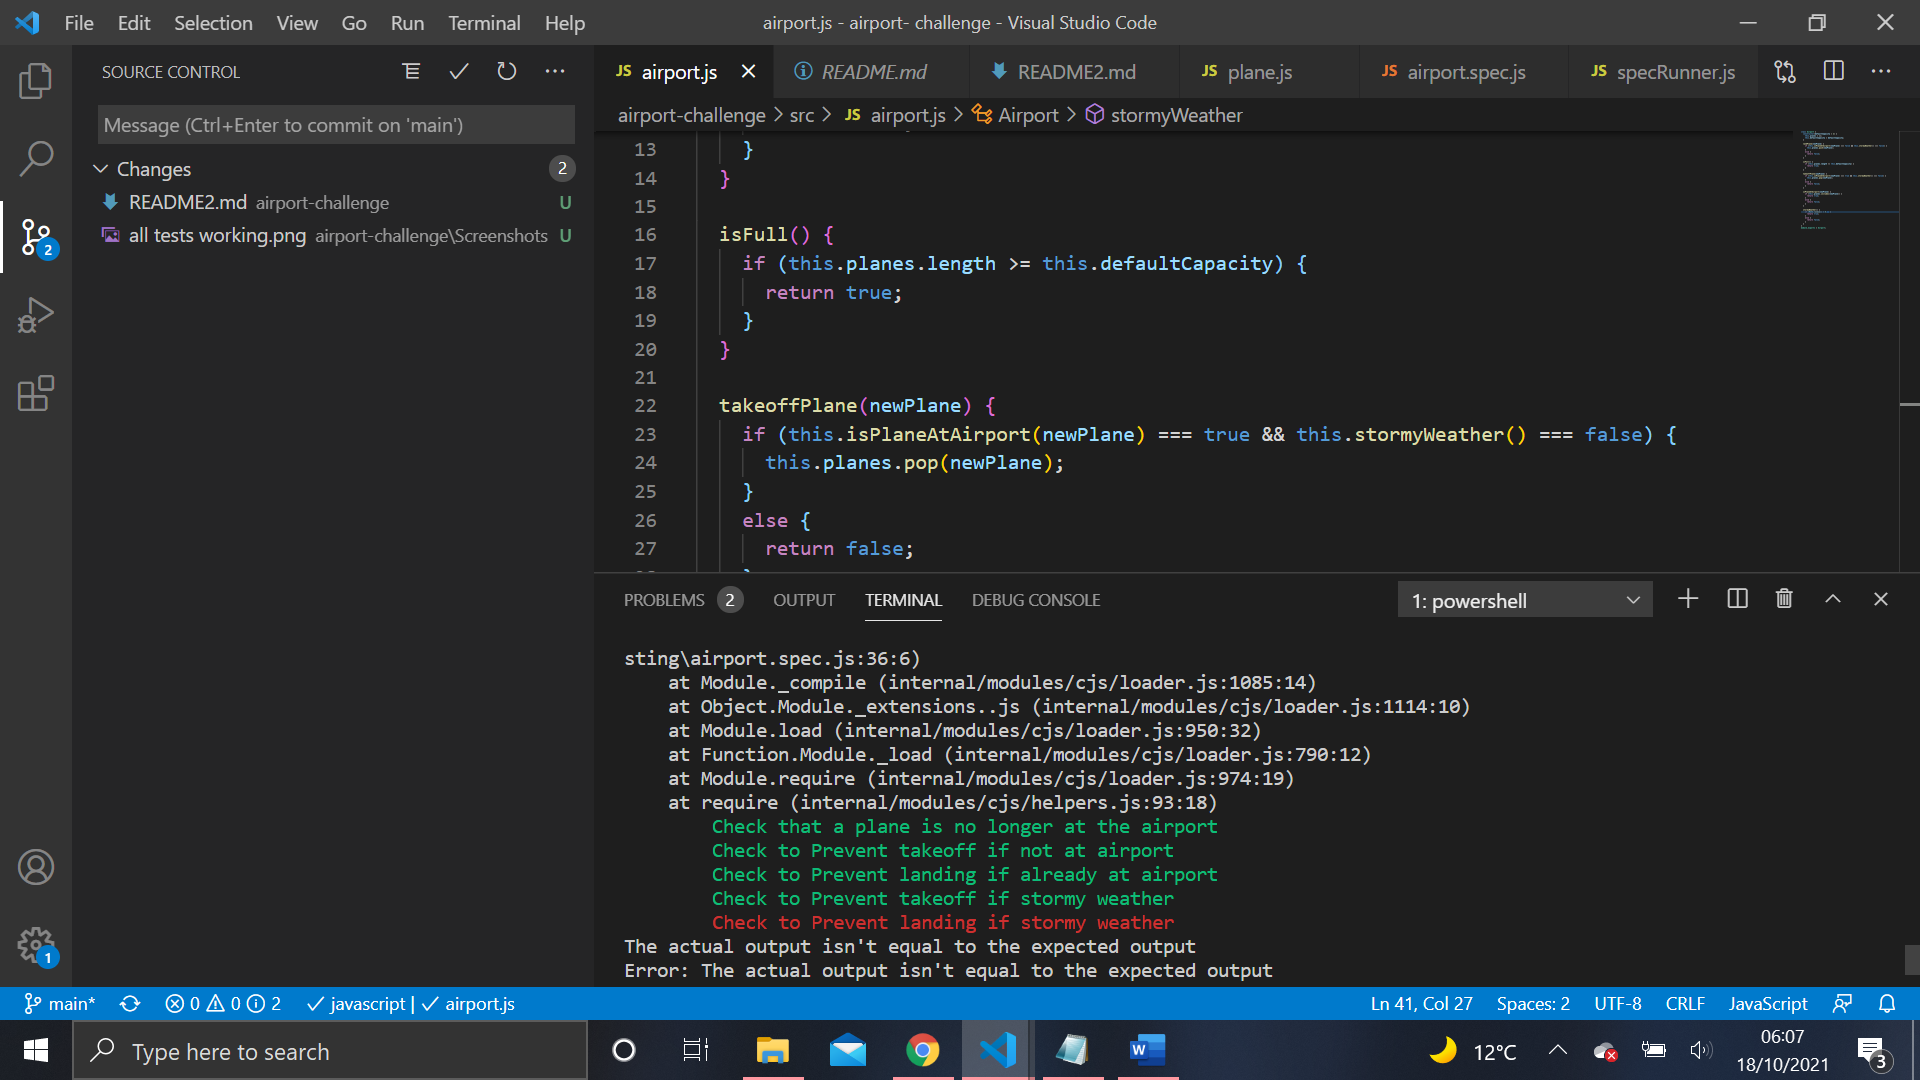 File Edit Selection View Go Run Terminal Help
airport.js - airport- challenge - Visual Studio Code
SOURCE CONTROL
Message (Ctrl+Enter to commit on 'main')
Changes 2
README2.md airport-challenge U
all tests working.png airport-challenge\Screenshots U
2
1
JS airport.js
README.md
README2.md
JS plane.js
JS airport.spec.js
JS specRunner.js
airport-challenge > src > JS airport.js > Airport > stormyWeather
13 }
14 }
15
16 isFull() {
17 if (this.planes.length >= this.defaultCapacity) {
18 return true;
19 }
20 }
21
22 takeoffPlane(newPlane) {
23 if (this.isPlaneAtAirport(newPlane) === true && this.stormyWeather() === false) {
24 this.planes.pop(newPlane);
25 }
26 else {
27 return false;
PROBLEMS 2 OUTPUT TERMINAL DEBUG CONSOLE
1: powershell
sting\airport.spec.js:36:6)
at Module._compile (internal/modules/cjs/loader.js:1085:14)
at Object.Module._extensions..js (internal/modules/cjs/loader.js:1114:10)
at Module.load (internal/modules/cjs/loader.js:950:32)
at Function.Module._load (internal/modules/cjs/loader.js:790:12)
at Module.require (internal/modules/cjs/loader.js:974:19)
at require (internal/modules/cjs/helpers.js:93:18)
Check that a plane is no longer at the airport
Check to Prevent takeoff if not at airport
Check to Prevent landing if already at airport
Check to Prevent takeoff if stormy weather
Check to Prevent landing if stormy weather
The actual output isn't equal to the expected output
Error: The actual output isn't equal to the expected output
main* 0 0 2 javascript | airport.js
Ln 41, Col 27 Spaces: 2 UTF-8 CRLF JavaScript
Type here to search
12°C
06:07
18/10/2021
3